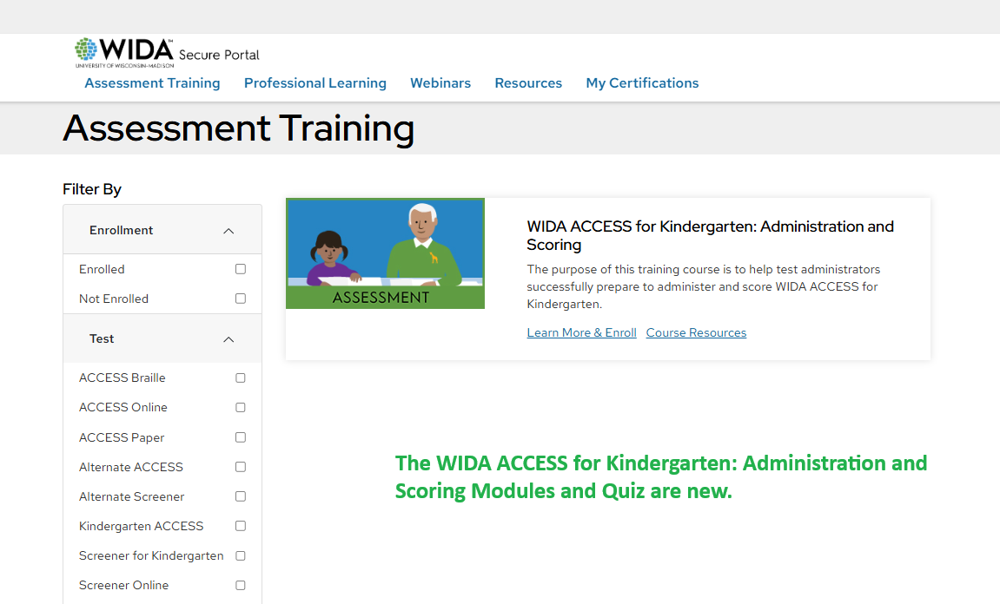 WIDA™ Secure Portal
UNIVERSITY OF WISCONSIN–MADISON
Assessment Training Professional Learning Webinars Resources My Certifications
Assessment Training
Filter By
Enrollment
Enrolled
Not Enrolled
Test
ACCESS Braille
ACCESS Online
ACCESS Paper
Alternate ACCESS
Alternate Screener
Kindergarten ACCESS
Screener for Kindergarten
Screener Online
ASSESSMENT
WIDA ACCESS for Kindergarten: Administration and
Scoring
The purpose of this training course is to help test administrators
successfully prepare to administer and score WIDA ACCESS for
Kindergarten.
Learn More & Enroll Course Resources
The WIDA ACCESS for Kindergarten: Administration and
Scoring Modules and Quiz are new.